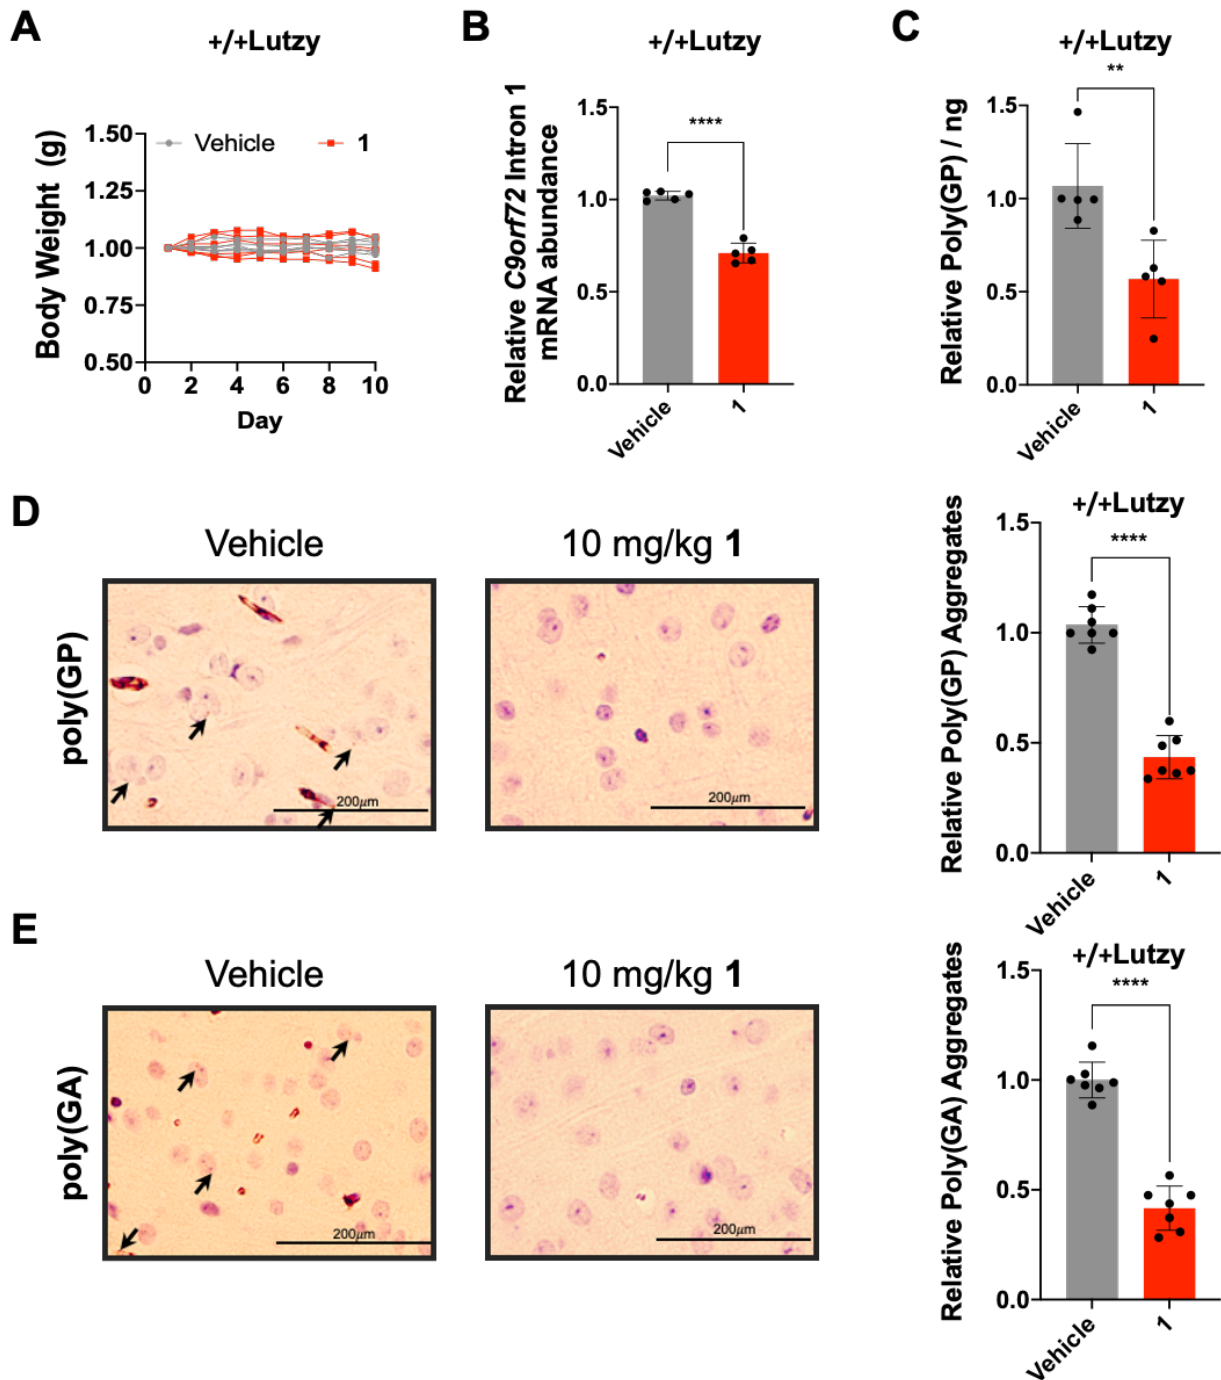 A
+/+Lutzy
Body Weight (g)
1.50
1.25
1.00
0.75
0.50
Vehicle
1
0 2 4 6 8 10
Day
B
+/+Lutzy
Relative C9orf72 Intron 1
mRNA abundance
1.5
1.0
0.5
0.0
****
Vehicle
1
C
+/+Lutzy
Relative Poly(GP) / ng
1.5
1.0
0.5
0.0
**
Vehicle
1
D
Vehicle
10 mg/kg 1
poly(GP)
200µm
200µm
+/+Lutzy
Relative Poly(GP) Aggregates
1.5
1.0
0.5
0.0
****
Vehicle
1
E
Vehicle
10 mg/kg 1
poly(GA)
200µm
200µm
+/+Lutzy
Relative Poly(GA) Aggregates
1.5
1.0
0.5
0.0
****
Vehicle
1